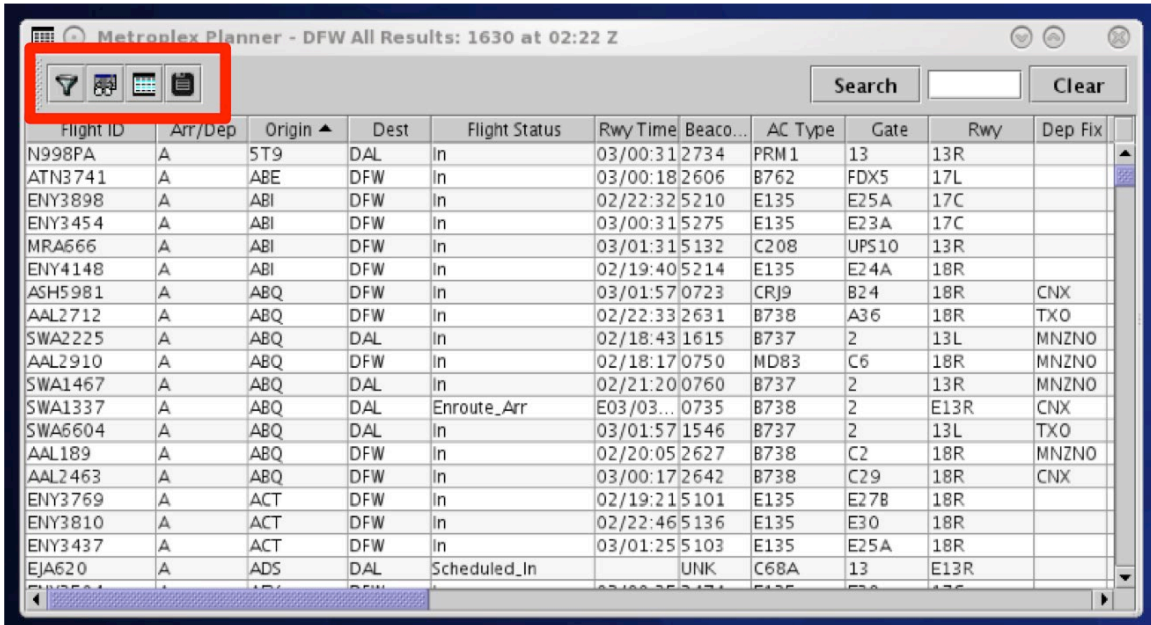 Metroplex Planner - DFW All Results: 1630 at 02:22 Z
Search Clear
Flight ID Arr/Dep Origin Dest Flight Status Rwy Time Beaco... AC Type Gate Rwy Dep Fix
N998PA A 5T9 DAL In 03/00:31 2734 PRM1 13 13R
ATN3741 A ABE DFW In 03/00:18 2606 B762 FDX5 17L
ENY3898 A ABI DFW In 02/22:32 5210 E135 E25A 17C
ENY3454 A ABI DFW In 03/00:31 5275 E135 E23A 17C
MRA666 A ABI DFW In 03/01:31 5132 C208 UPS10 13R
ENY4148 A ABI DFW In 02/19:40 5214 E135 E24A 18R
ASH5981 A ABQ DFW In 03/01:57 0723 CRJ9 B24 18R CNX
AAL2712 A ABQ DFW In 02/22:33 2631 B738 A36 18R TXO
SWA2225 A ABQ DAL In 02/18:43 1615 B737 2 13L MNZNO
AAL2910 A ABQ DFW In 02/18:17 0750 MD83 C6 18R MNZNO
SWA1467 A ABQ DAL In 02/21:20 0760 B737 2 13R MNZNO
SWA1337 A ABQ DAL Enroute_Arr E03/03... 0735 B738 2 E13R CNX
SWA6604 A ABQ DAL In 03/01:57 1546 B737 2 13L TXO
AAL189 A ABQ DFW In 02/20:05 2627 B738 C2 18R MNZNO
AAL2463 A ABQ DFW In 03/00:17 2642 B738 C29 18R CNX
ENY3769 A ACT DFW In 02/19:21 5101 E135 E27B 18R
ENY3810 A ACT DFW In 02/22:46 5136 E135 E30 18R
ENY3437 A ACT DFW In 03/01:25 5103 E135 E25A 18R
EJA620 A ADS DAL Scheduled_In UNK C68A 13 E13R